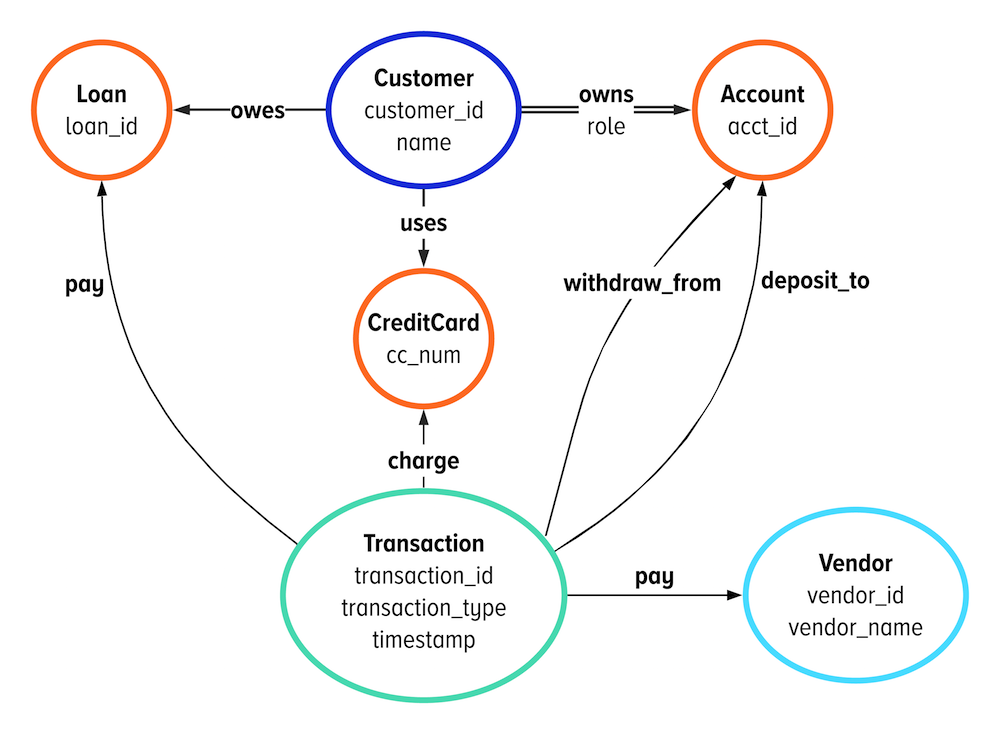 Loan
loan_id
owes
Customer
customer_id
name
owns
role
Account
acct_id
uses
pay
CreditCard
cc_num
withdraw_from
deposit_to
charge
Transaction
transaction_id
transaction_type
timestamp
pay
Vendor
vendor_id
vendor_name